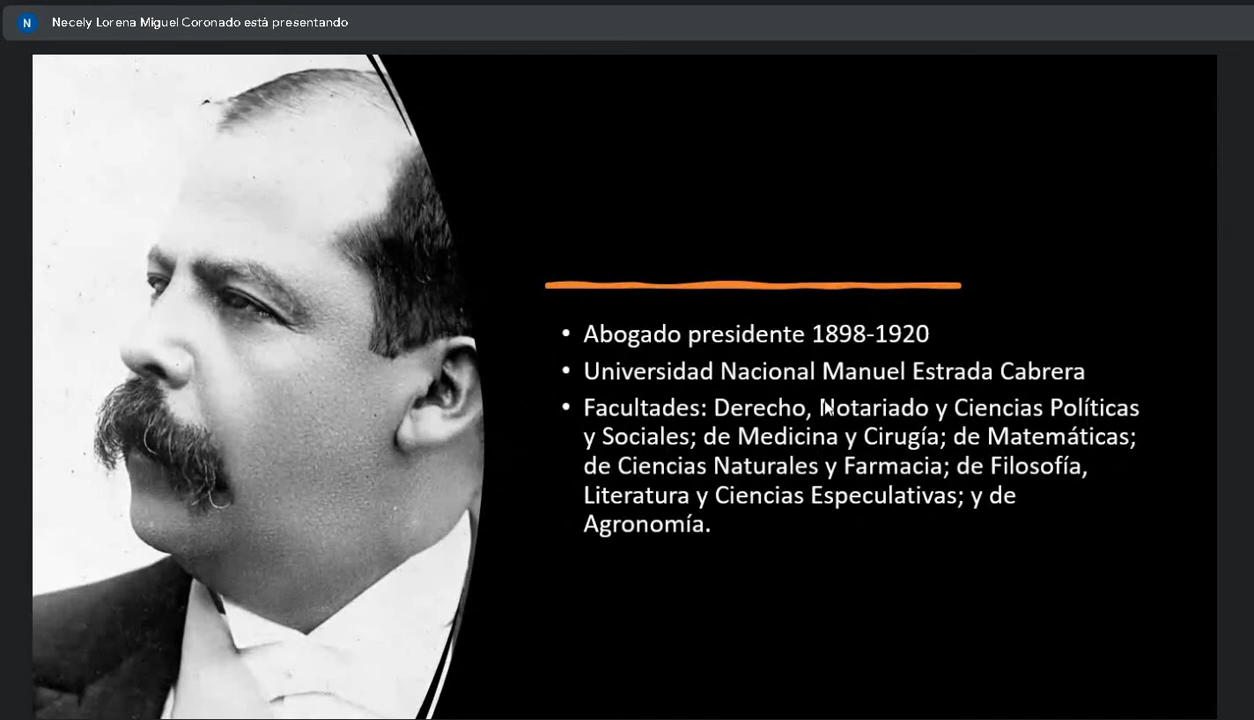 N Necely Lorena Miguel Coronado está presentando
• Abogado presidente 1898-1920
• Universidad Nacional Manuel Estrada Cabrera
• Facultades: Derecho, Notariado y Ciencias Políticas
y Sociales; de Medicina y Cirugía; de Matemáticas;
de Ciencias Naturales y Farmacia; de Filosofía,
Literatura y Ciencias Especulativas; y de
Agronomía.